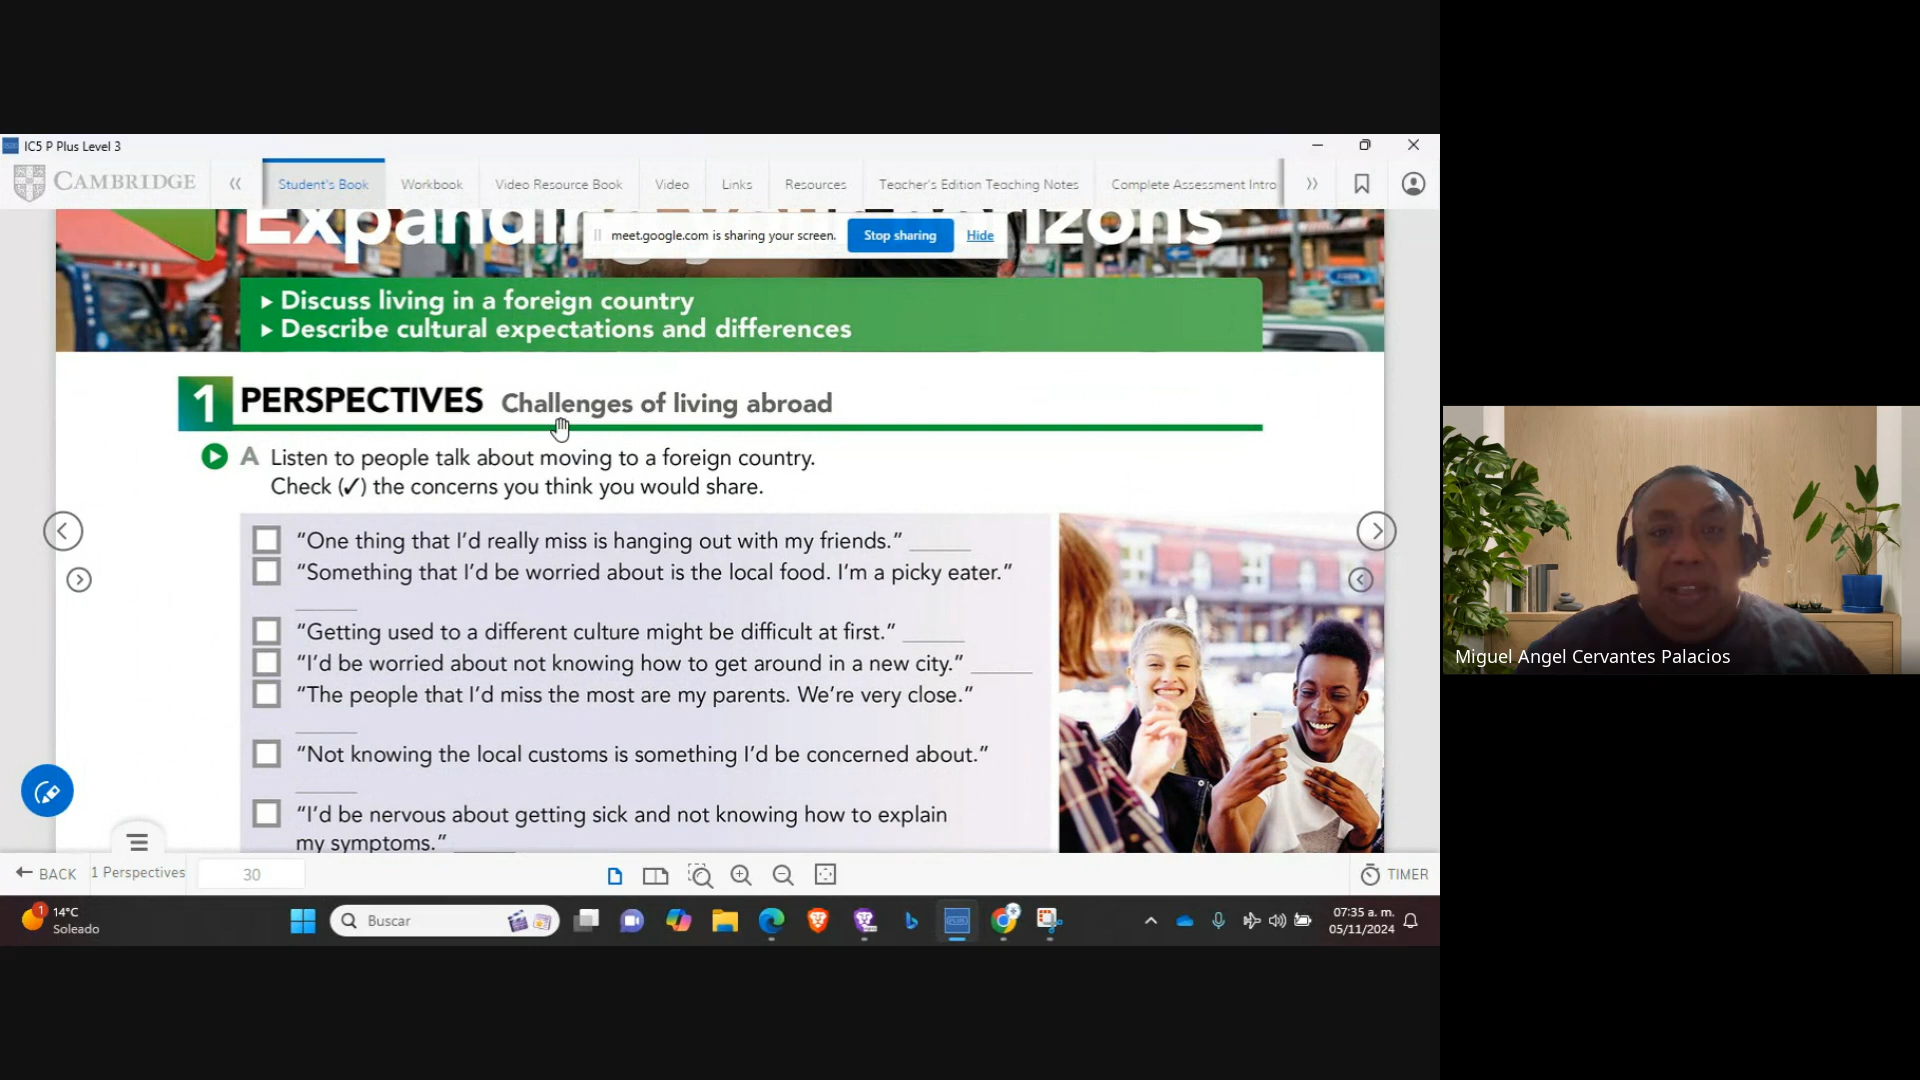 IC5 P Plus Level 3
CAMBRIDGE
Student's Book
Workbook
Video Resource Book
Video
Links
Resources
Teacher's Edition Teaching Notes
Complete Assessment Intro
meet.google.com is sharing your screen.
Stop sharing
Hide
▸ Discuss living in a foreign country
▸ Describe cultural expectations and differences
1 PERSPECTIVES Challenges of living abroad
A Listen to people talk about moving to a foreign country.
Check (✓) the concerns you think you would share.
“One thing that I’d really miss is hanging out with my friends.” _____
“Something that I’d be worried about is the local food. I’m a picky eater.”
_____
“Getting used to a different culture might be difficult at first.” _____
“I’d be worried about not knowing how to get around in a new city.” _____
“The people that I’d miss the most are my parents. We’re very close.”
_____
“Not knowing the local customs is something I’d be concerned about.”
_____
“I’d be nervous about getting sick and not knowing how to explain
my symptoms.” _____
Miguel Angel Cervantes Palacios
BACK
1 Perspectives
30
TIMER
1
14°C
Soleado
Buscar
07:35 a. m.
05/11/2024